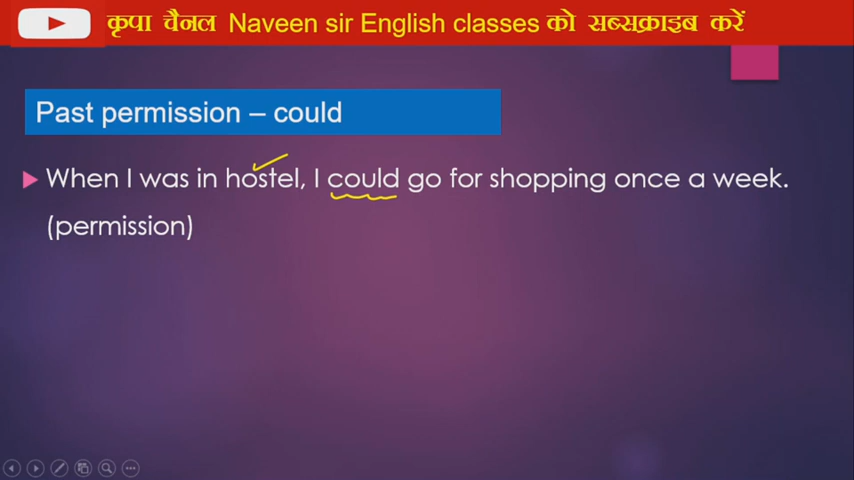 कृपा चैनल Naveen sir English classes को सब्सक्राइब करें
Past permission – could
When I was in hostel, I could go for shopping once a week.
(permission)